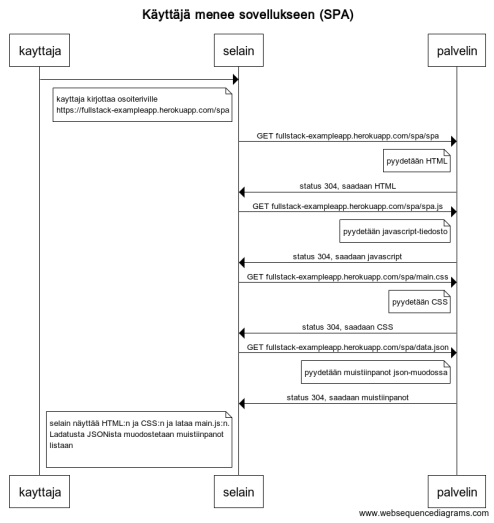 Käyttäjä menee sovellukseen (SPA)
kayttaja
selain
palvelin
kayttaja kirjottaa osoiteriville
https://fullstack-exampleapp.herokuapp.com/spa
GET fullstack-exampleapp.herokuapp.com/spa/spa
pyydetään HTML
status 304, saadaan HTML
GET fullstack-exampleapp.herokuapp.com/spa/spa.js
pyydetään javascript-tiedosto
status 304, saadaan javascript
GET fullstack-exampleapp.herokuapp.com/spa/main.css
pyydetään CSS
status 304, saadaan CSS
GET fullstack-exampleapp.herokuapp.com/spa/data.json
pyydetään muistiinpanot json-muodossa
status 304, saadaan muistiinpanot
selain näyttää HTML:n ja CSS:n ja lataa main.js:n.
Ladatusta JSONista muodostetaan muistiinpanot
listaan
kayttaja
selain
palvelin
www.websequencediagrams.com